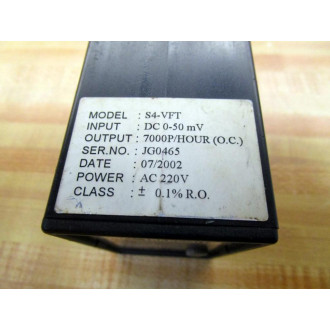 MODEL : S4-VFT
INPUT : DC 0-50 mV
OUTPUT : 7000P/HOUR (O.C.)
SER.NO. : JG0465
DATE : 07/2002
POWER : AC 220V
CLASS : ± 0.1% R.O.